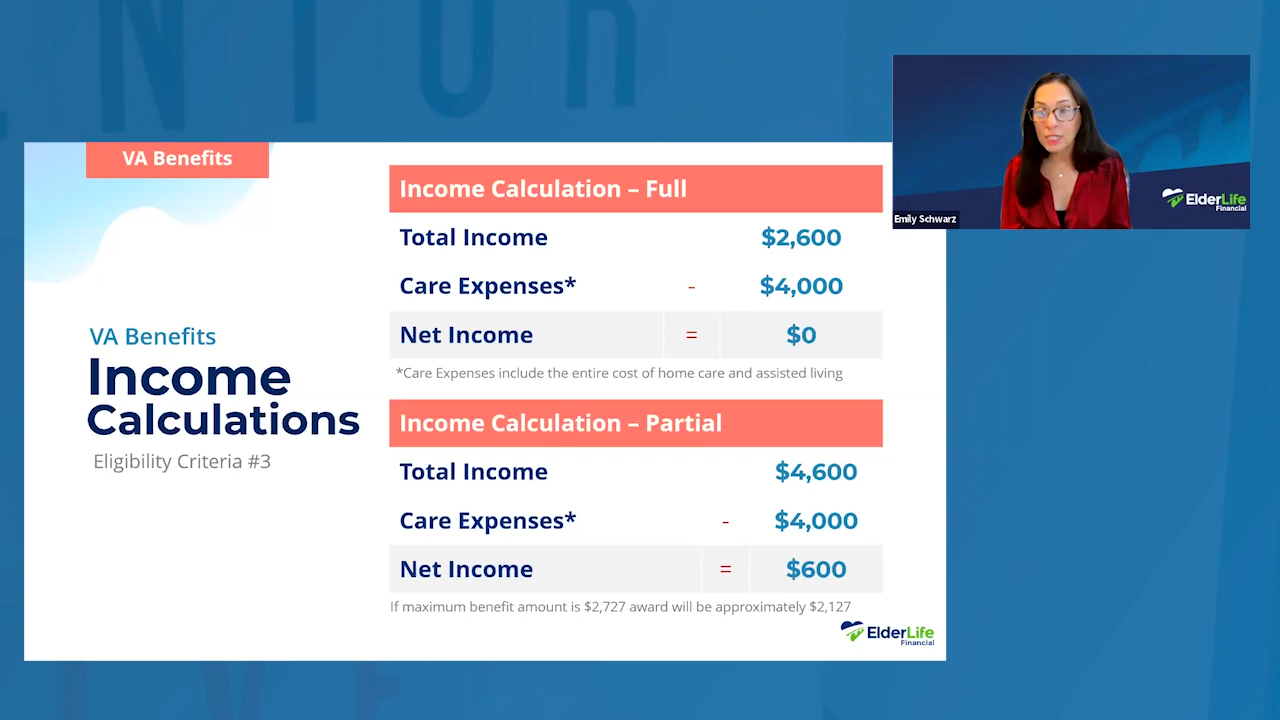 VA Benefits
VA Benefits
Income
Calculations
Eligibility Criteria #3
Income Calculation – Full
Total Income $2,600
Care Expenses* - $4,000
Net Income = $0
*Care Expenses include the entire cost of home care and assisted living
Income Calculation – Partial
Total Income $4,600
Care Expenses* - $4,000
Net Income = $600
If maximum benefit amount is $2,727 award will be approximately $2,127
ElderLife
Financial
ElderLife
Financial
Emily Schwarz